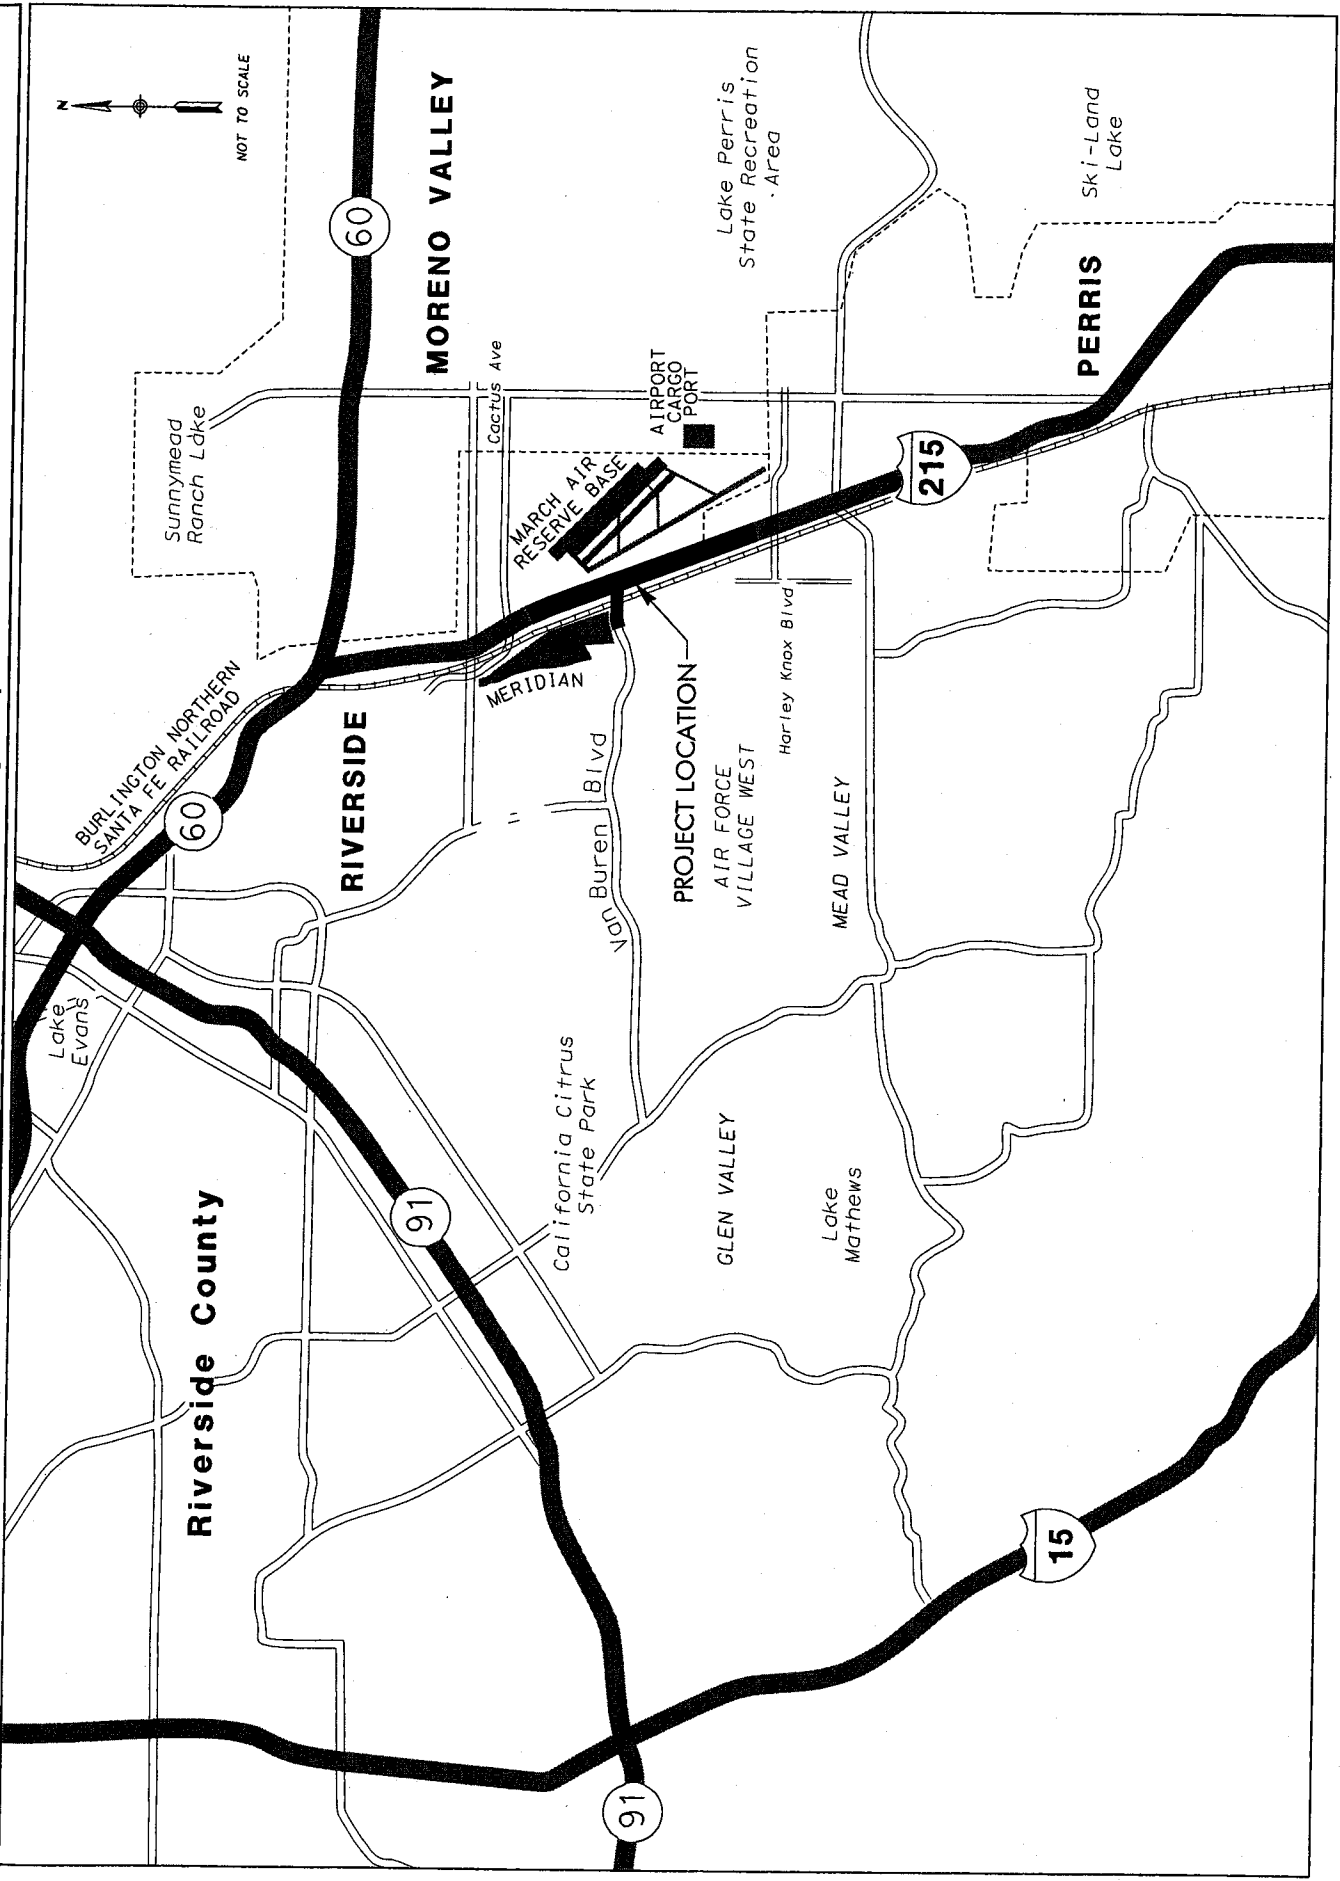 N
NOT TO SCALE
Riverside County
Lake
Evans
BURLINGTON NORTHERN
SANTA FE RAILROAD
60
Sunnymead
Ranch Lake
60
RIVERSIDE
MORENO VALLEY
91
Cactus Ave
MERIDIAN
MARCH AIR
RESERVE BASE
California Citrus
State Park
Van Buren Blvd
AIRPORT
CARGO
PORT
91
PROJECT LOCATION
GLEN VALLEY
AIR FORCE
VILLAGE WEST
Lake Perris
State Recreation
Area
Harley Knox Blvd
Lake
Mathews
MEAD VALLEY
215
15
PERRIS
Ski-Land
Lake